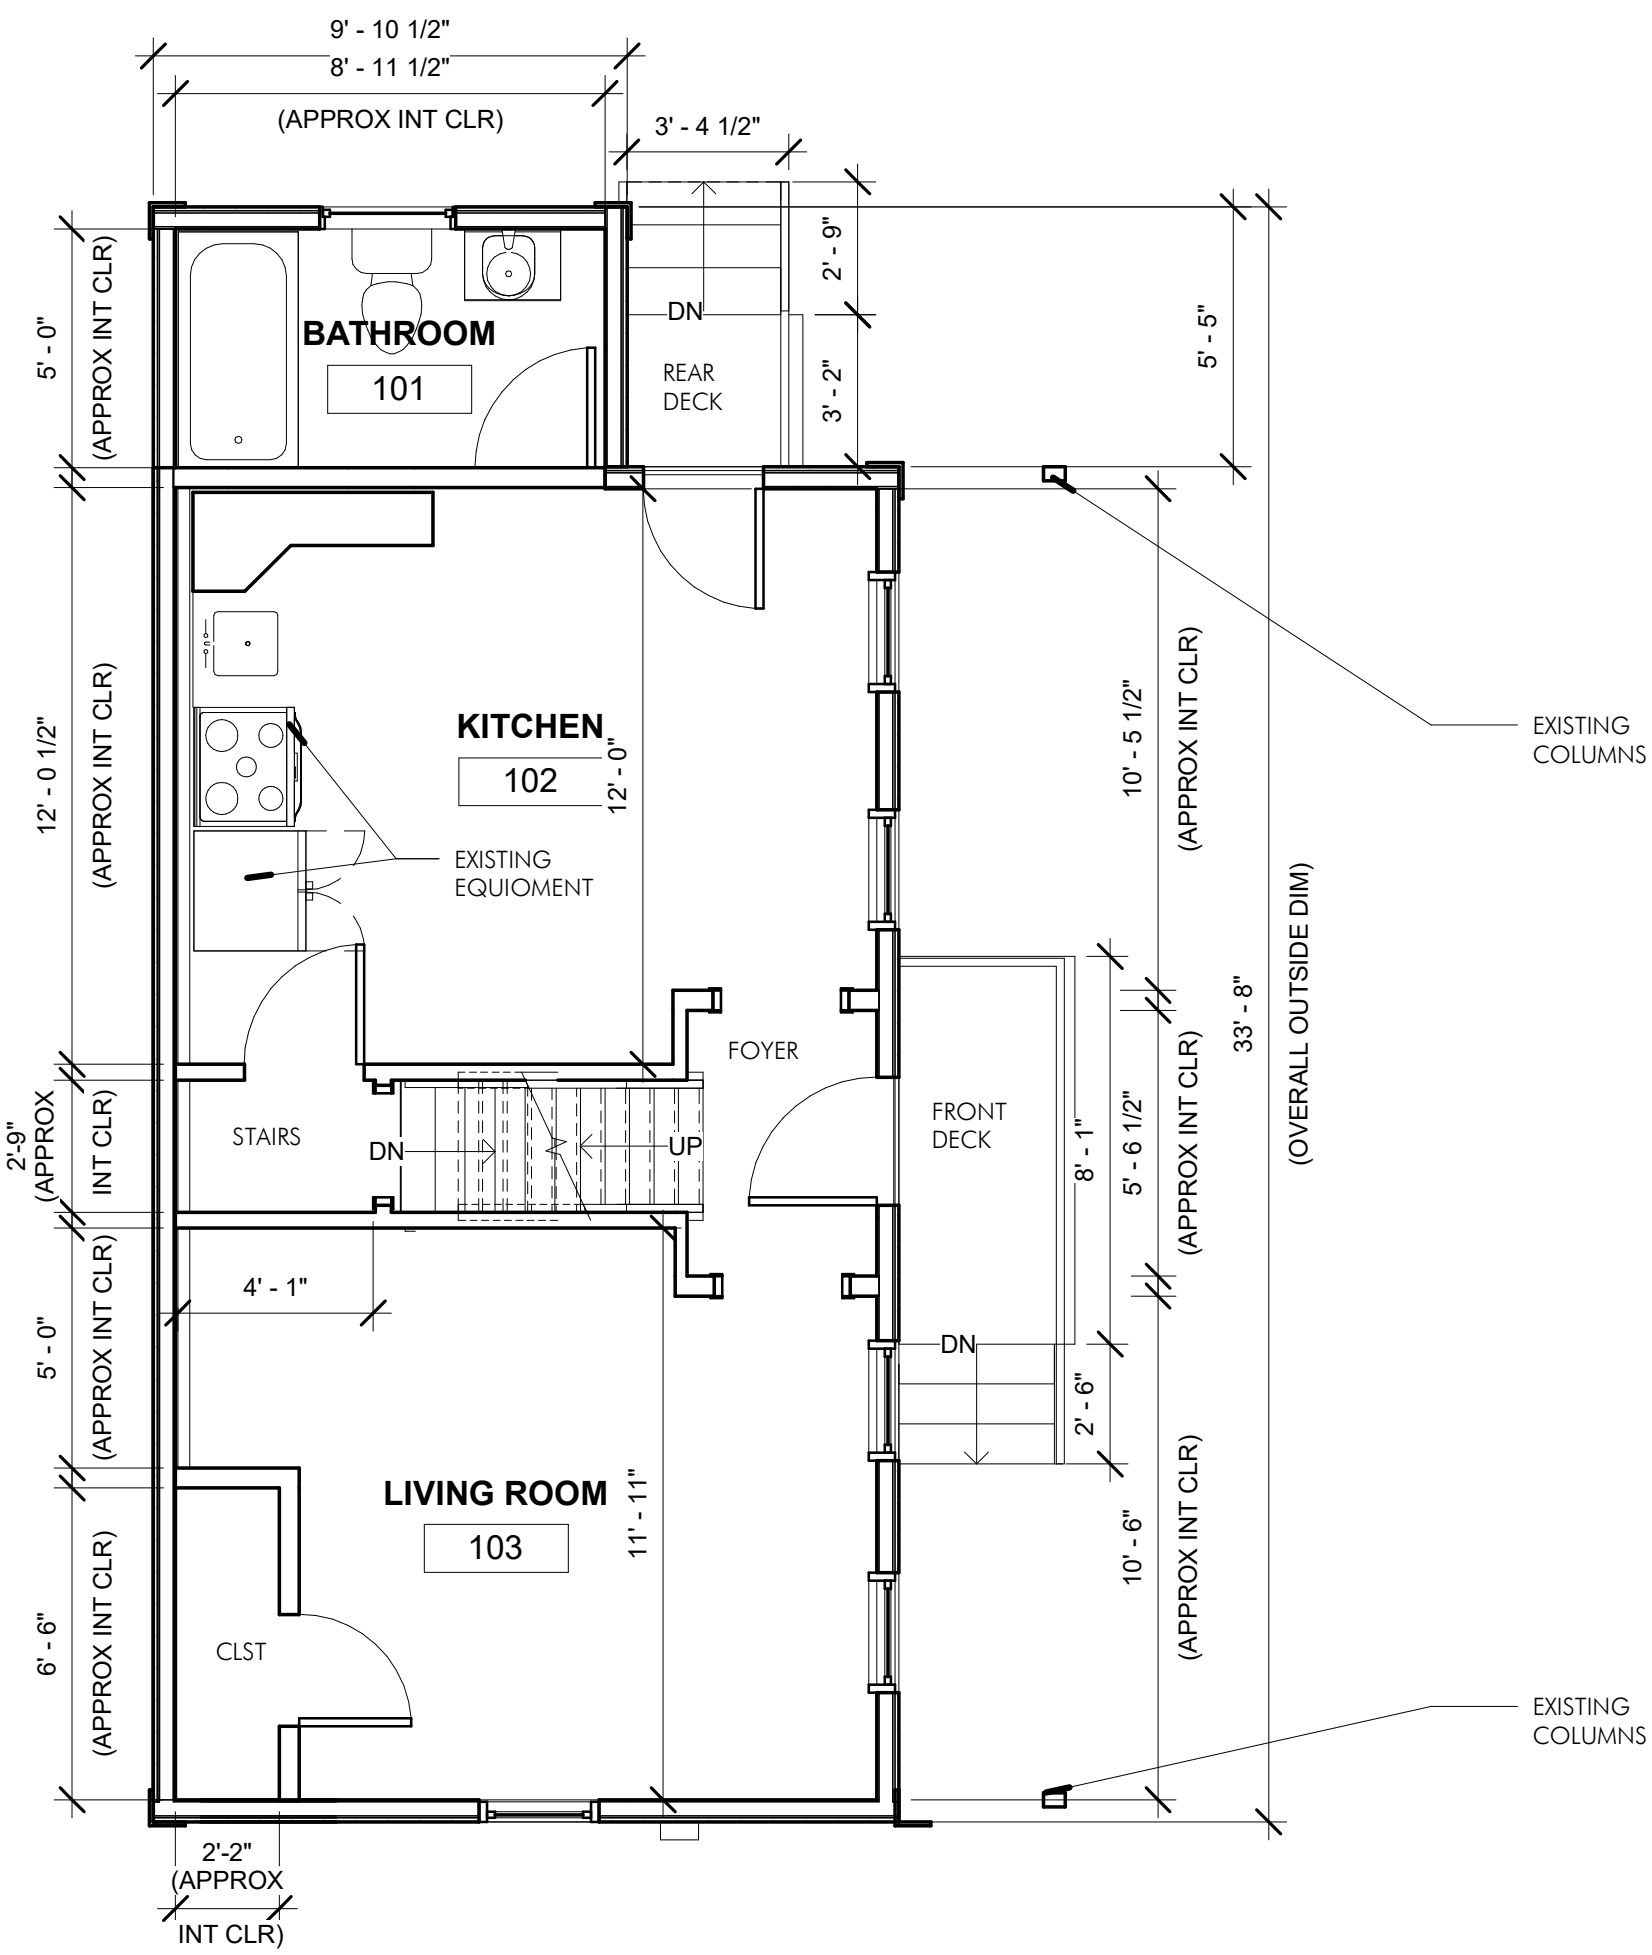 9' - 10 1/2"
8' - 11 1/2"
(APPROX INT CLR)
3' - 4 1/2"
5' - 0"
(APPROX INT CLR)
BATHROOM
101
DN
REAR
DECK
2' - 9"
3' - 2"
5' - 5"
12' - 0 1/2"
(APPROX INT CLR)
KITCHEN
102
12' - 0"
EXISTING
EQUIOMENT
10' - 5 1/2"
(APPROX INT CLR)
EXISTING
COLUMNS
33' - 8"
(OVERALL OUTSIDE DIM)
FOYER
2'-9"
(APPROX
INT CLR)
STAIRS
DN
UP
FRONT
DECK
8' - 1"
5' - 6 1/2"
(APPROX INT CLR)
5' - 0"
(APPROX INT CLR)
4' - 1"
DN
2' - 6"
LIVING ROOM
103
11' - 11"
10' - 6"
(APPROX INT CLR)
6' - 6"
(APPROX INT CLR)
CLST
EXISTING
COLUMNS
2'-2"
(APPROX
INT CLR)